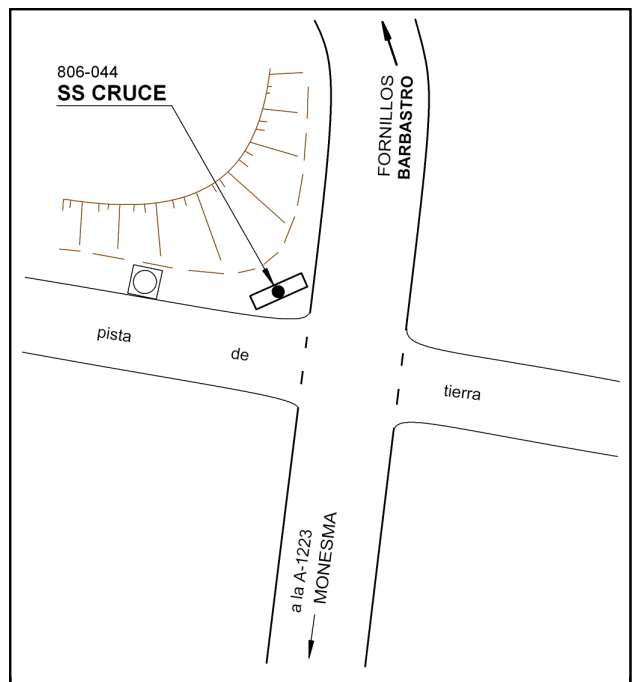 806-044
SS CRUCE
FORNILLOS
BARBASTRO
pista de tierra
a la A-1223
MONESMA